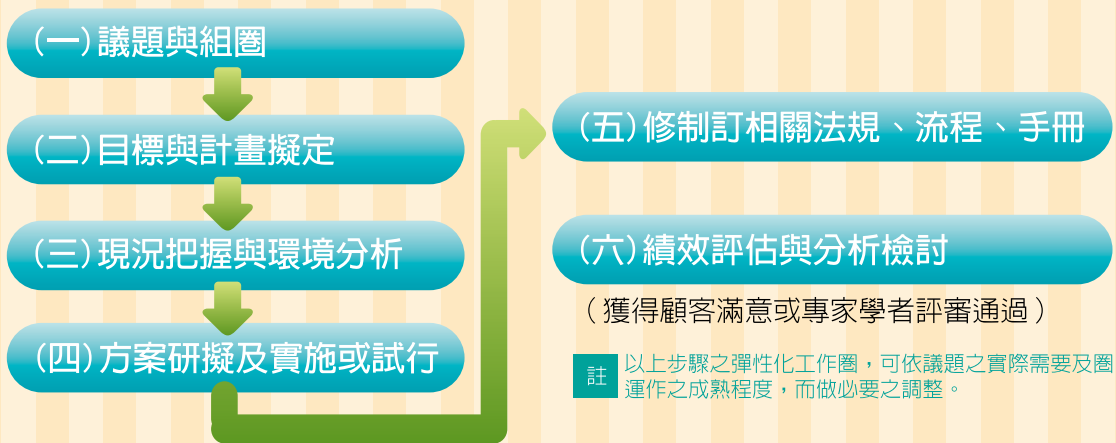 (一)議題與組圈
(二)目標與計畫擬定
(三)現況把握與環境分析
(四)方案研擬及實施或試行
(五)修制訂相關法規、流程、手冊
(六)績效評估與分析檢討
（獲得顧客滿意或專家學者評審通過）
註
以上步驟之彈性化工作圈，可依議題之實際需要及圈
運作之成熟程度，而做必要之調整。